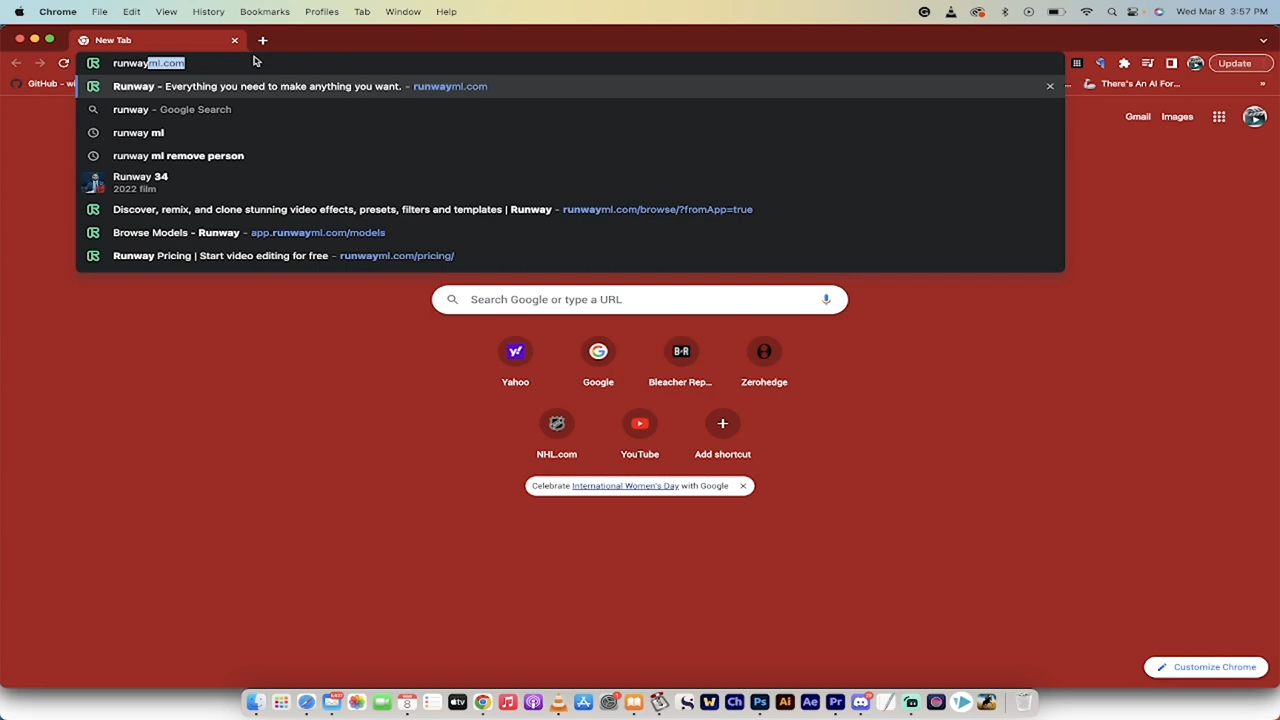 Chrome File Edit View History Bookmarks Profiles Tab Window Help Wed Mar 8 3:57 PM
New Tab
runwayml.com Update
GitHub – wi There's An AI For... »
Runway – Everything you need to make anything you want. – runwayml.com
runway – Google Search
runway ml
runway ml remove person
Runway 34
2022 film
Discover, remix, and clone stunning video effects, presets, filters and templates | Runway – runwayml.com/browse/?fromApp=true
Browse Models – Runway – app.runwayml.com/models
Runway Pricing | Start video editing for free – runwayml.com/pricing/
Gmail Images
Search Google or type a URL
Yahoo Google Bleacher Rep... Zerohedge
NHL.com YouTube Add shortcut
Celebrate International Women's Day with Google
Customize Chrome